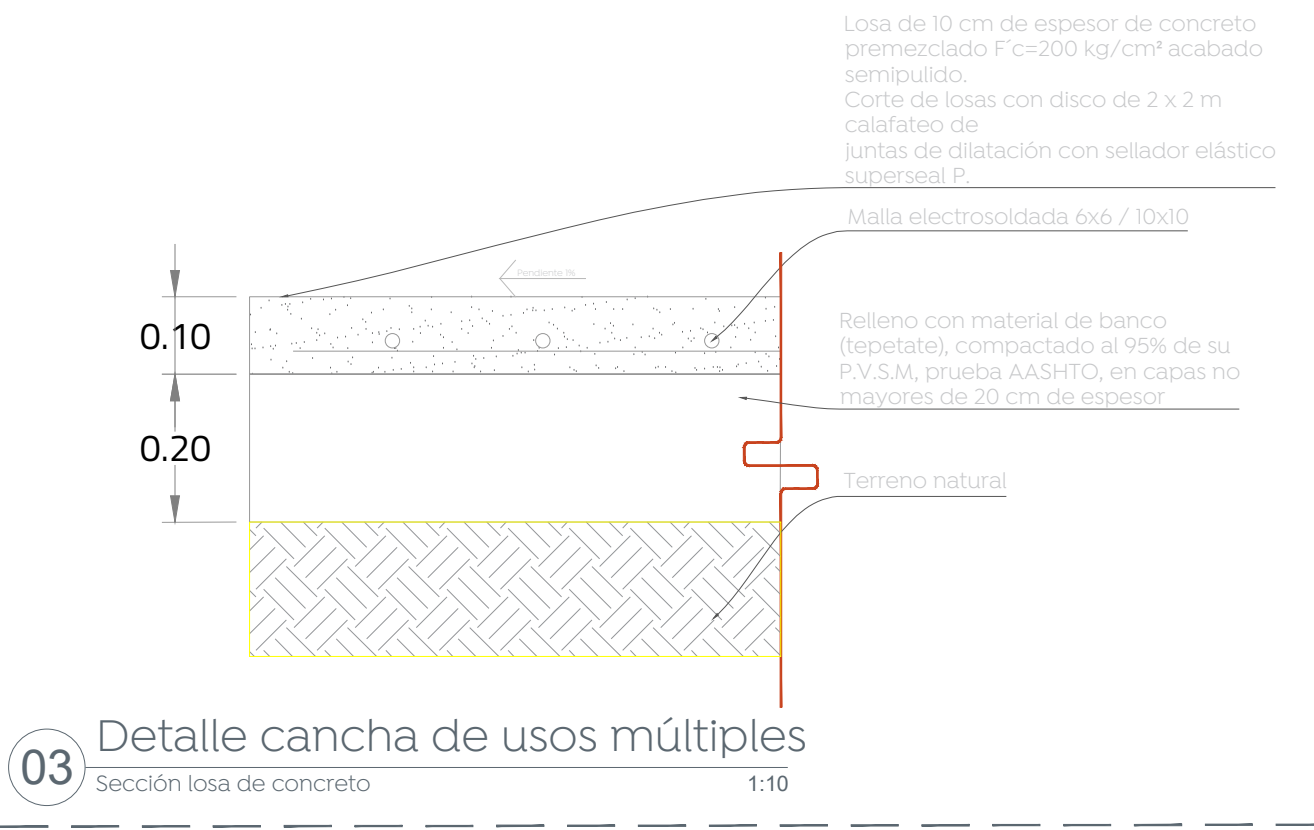 Losa de 10 cm de espesor de concreto
premezclado F´c=200 kg/cm² acabado
semipulido.
Corte de losas con disco de 2 x 2 m
calafateo de
juntas de dilatación con sellador elástico
superseal P.
Malla electrosoldada 6x6 / 10x10
Pendiente 1%
0.10
Relleno con material de banco
(tepetate), compactado al 95% de su
P.V.S.M, prueba AASHTO, en capas no
mayores de 20 cm de espesor
0.20
Terreno natural
03
Detalle cancha de usos múltiples
Sección losa de concreto
1:10